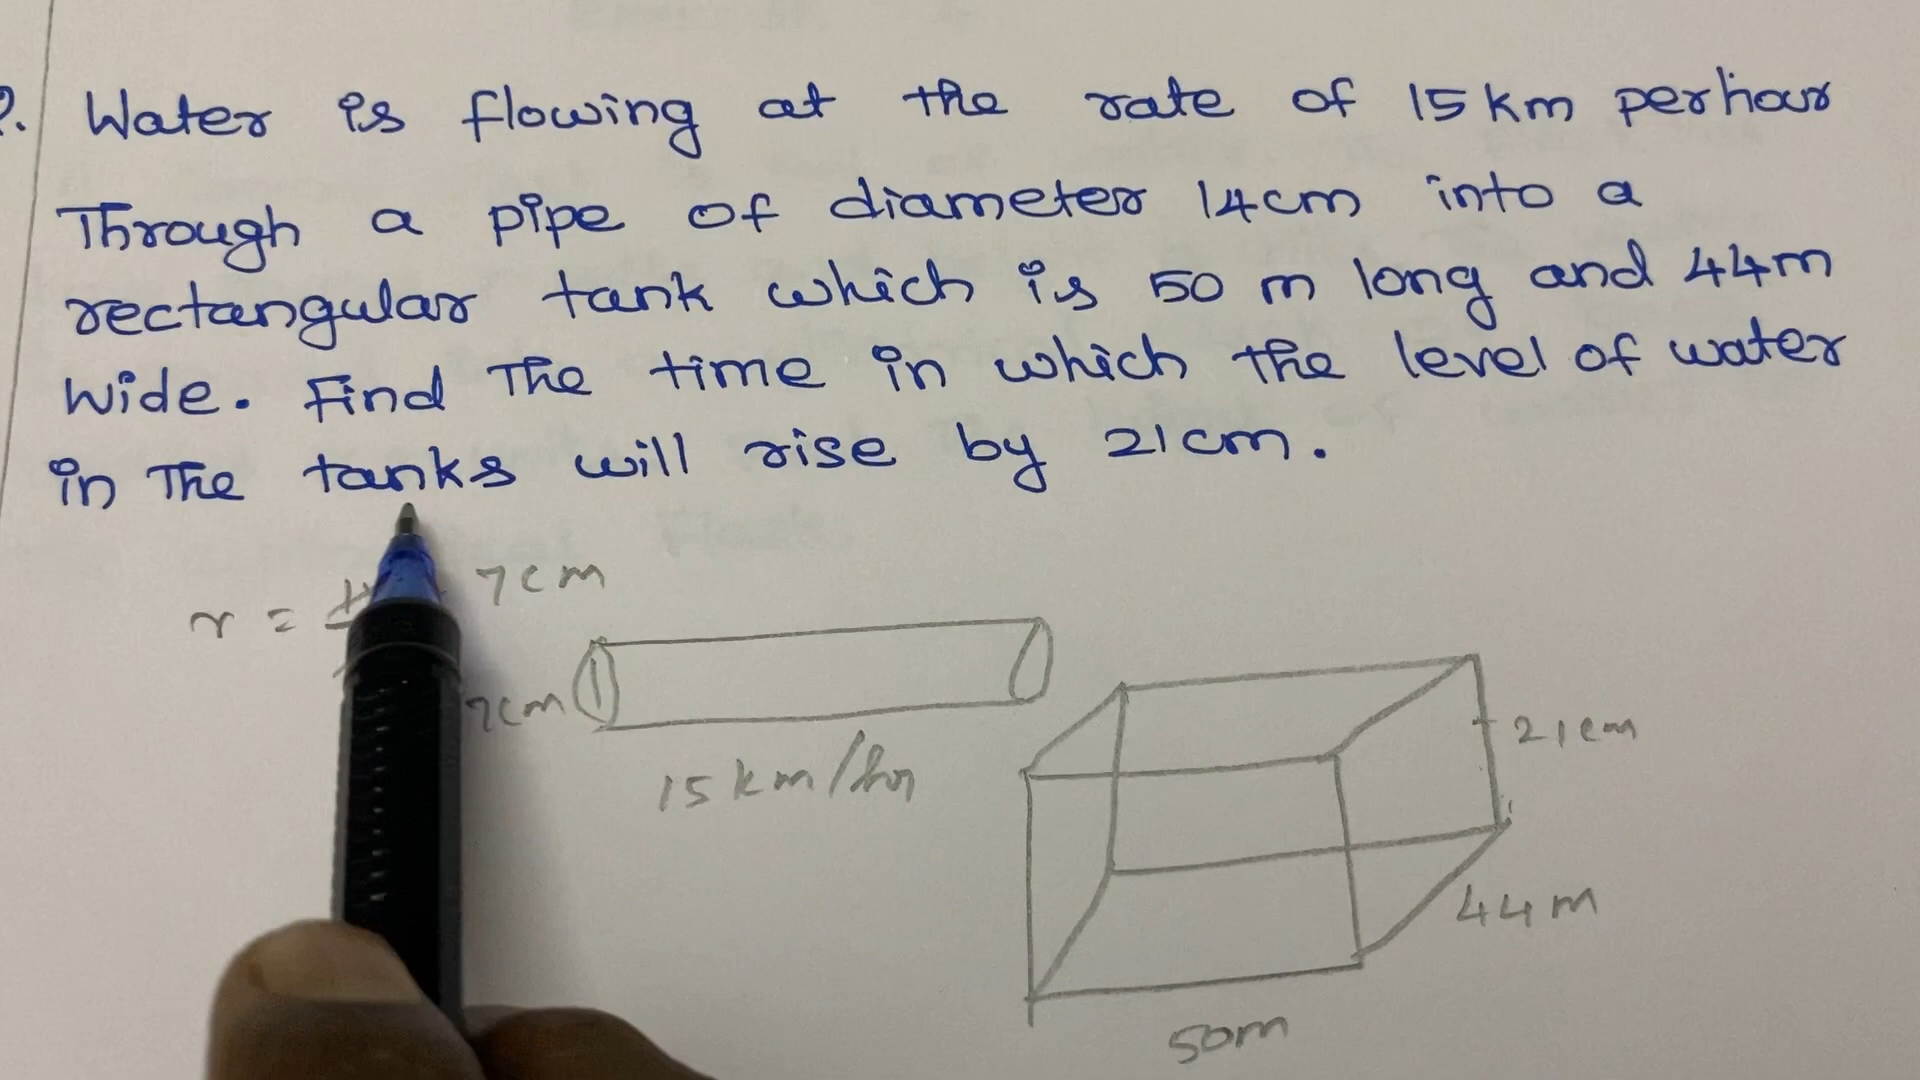 ?. Water is flowing at the rate of 15 km per hour
Through a pipe of diameter 14cm into a
rectangular tank which is 50 m long and 44m
wide. Find The time in which the level of water
in The tanks will rise by 21cm.
r = 7cm
7cm
15 km/hr
21cm
44m
50m